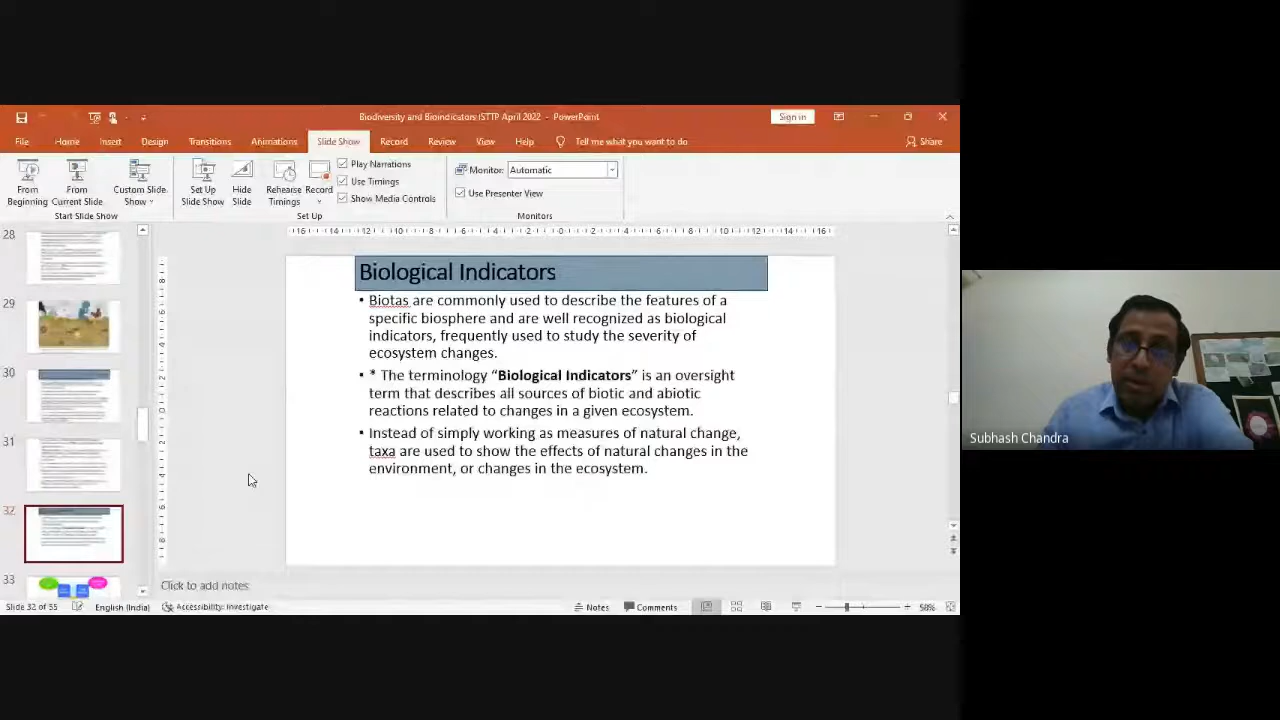 Biodiversity and Bioindicators ISTTP April 2022 - PowerPoint
Sign in
File Home Insert Design Transitions Animations Slide Show Record Review View Help Tell me what you want to do Share
From Beginning
From Current Slide
Custom Slide Show
Start Slide Show
Set Up Slide Show
Hide Slide
Rehearse Timings
Record
Play Narrations
Use Timings
Show Media Controls
Set Up
Monitor: Automatic
Use Presenter View
Monitors
28
29
30
31
32
33
Biological Indicators
• Biotas are commonly used to describe the features of a
specific biosphere and are well recognized as biological
indicators, frequently used to study the severity of
ecosystem changes.
• * The terminology “Biological Indicators” is an oversight
term that describes all sources of biotic and abiotic
reactions related to changes in a given ecosystem.
• Instead of simply working as measures of natural change,
taxa are used to show the effects of natural changes in the
environment, or changes in the ecosystem.
Click to add notes
Slide 32 of 55 English (India) Accessibility: Investigate Notes Comments 58%
Subhash Chandra